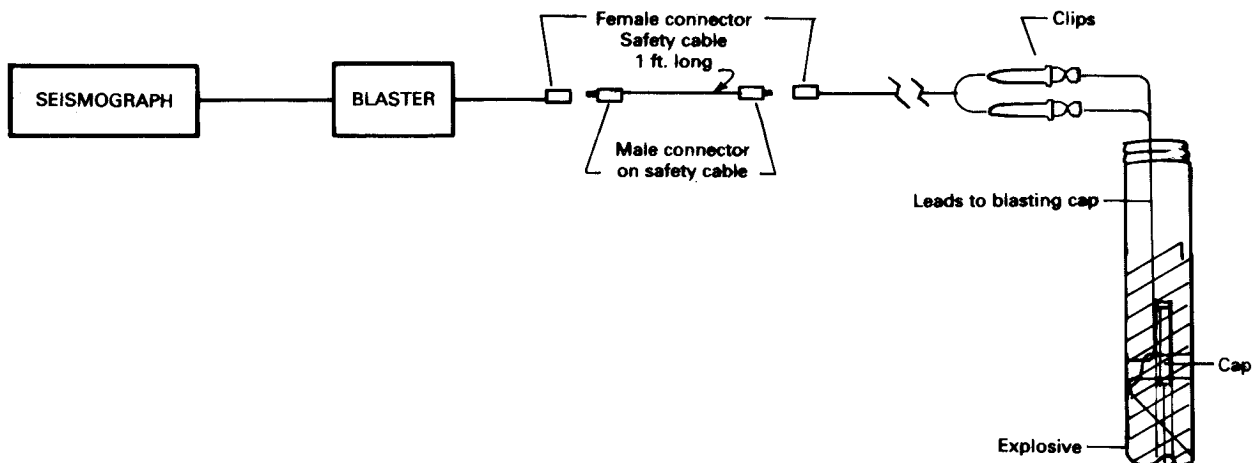 Female connector
Safety cable
1 ft. long
Clips
SEISMOGRAPH
BLASTER
Male connector
on safety cable
Leads to blasting cap
Cap
Explosive